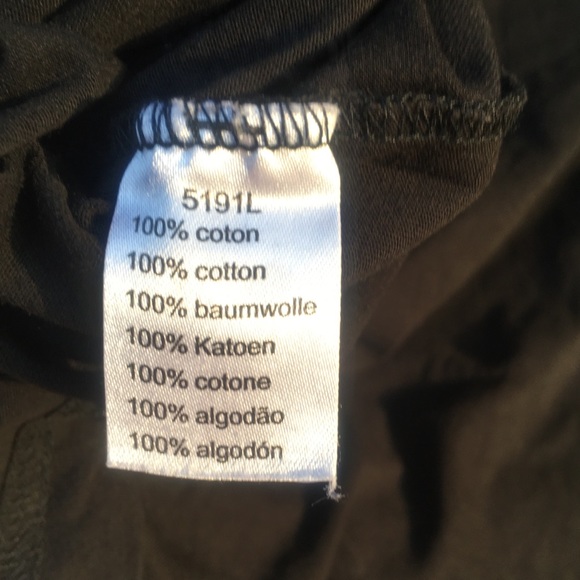 5191L
100% coton
100% cotton
100% baumwolle
100% Katoen
100% cotone
100% algodão
100% algodón